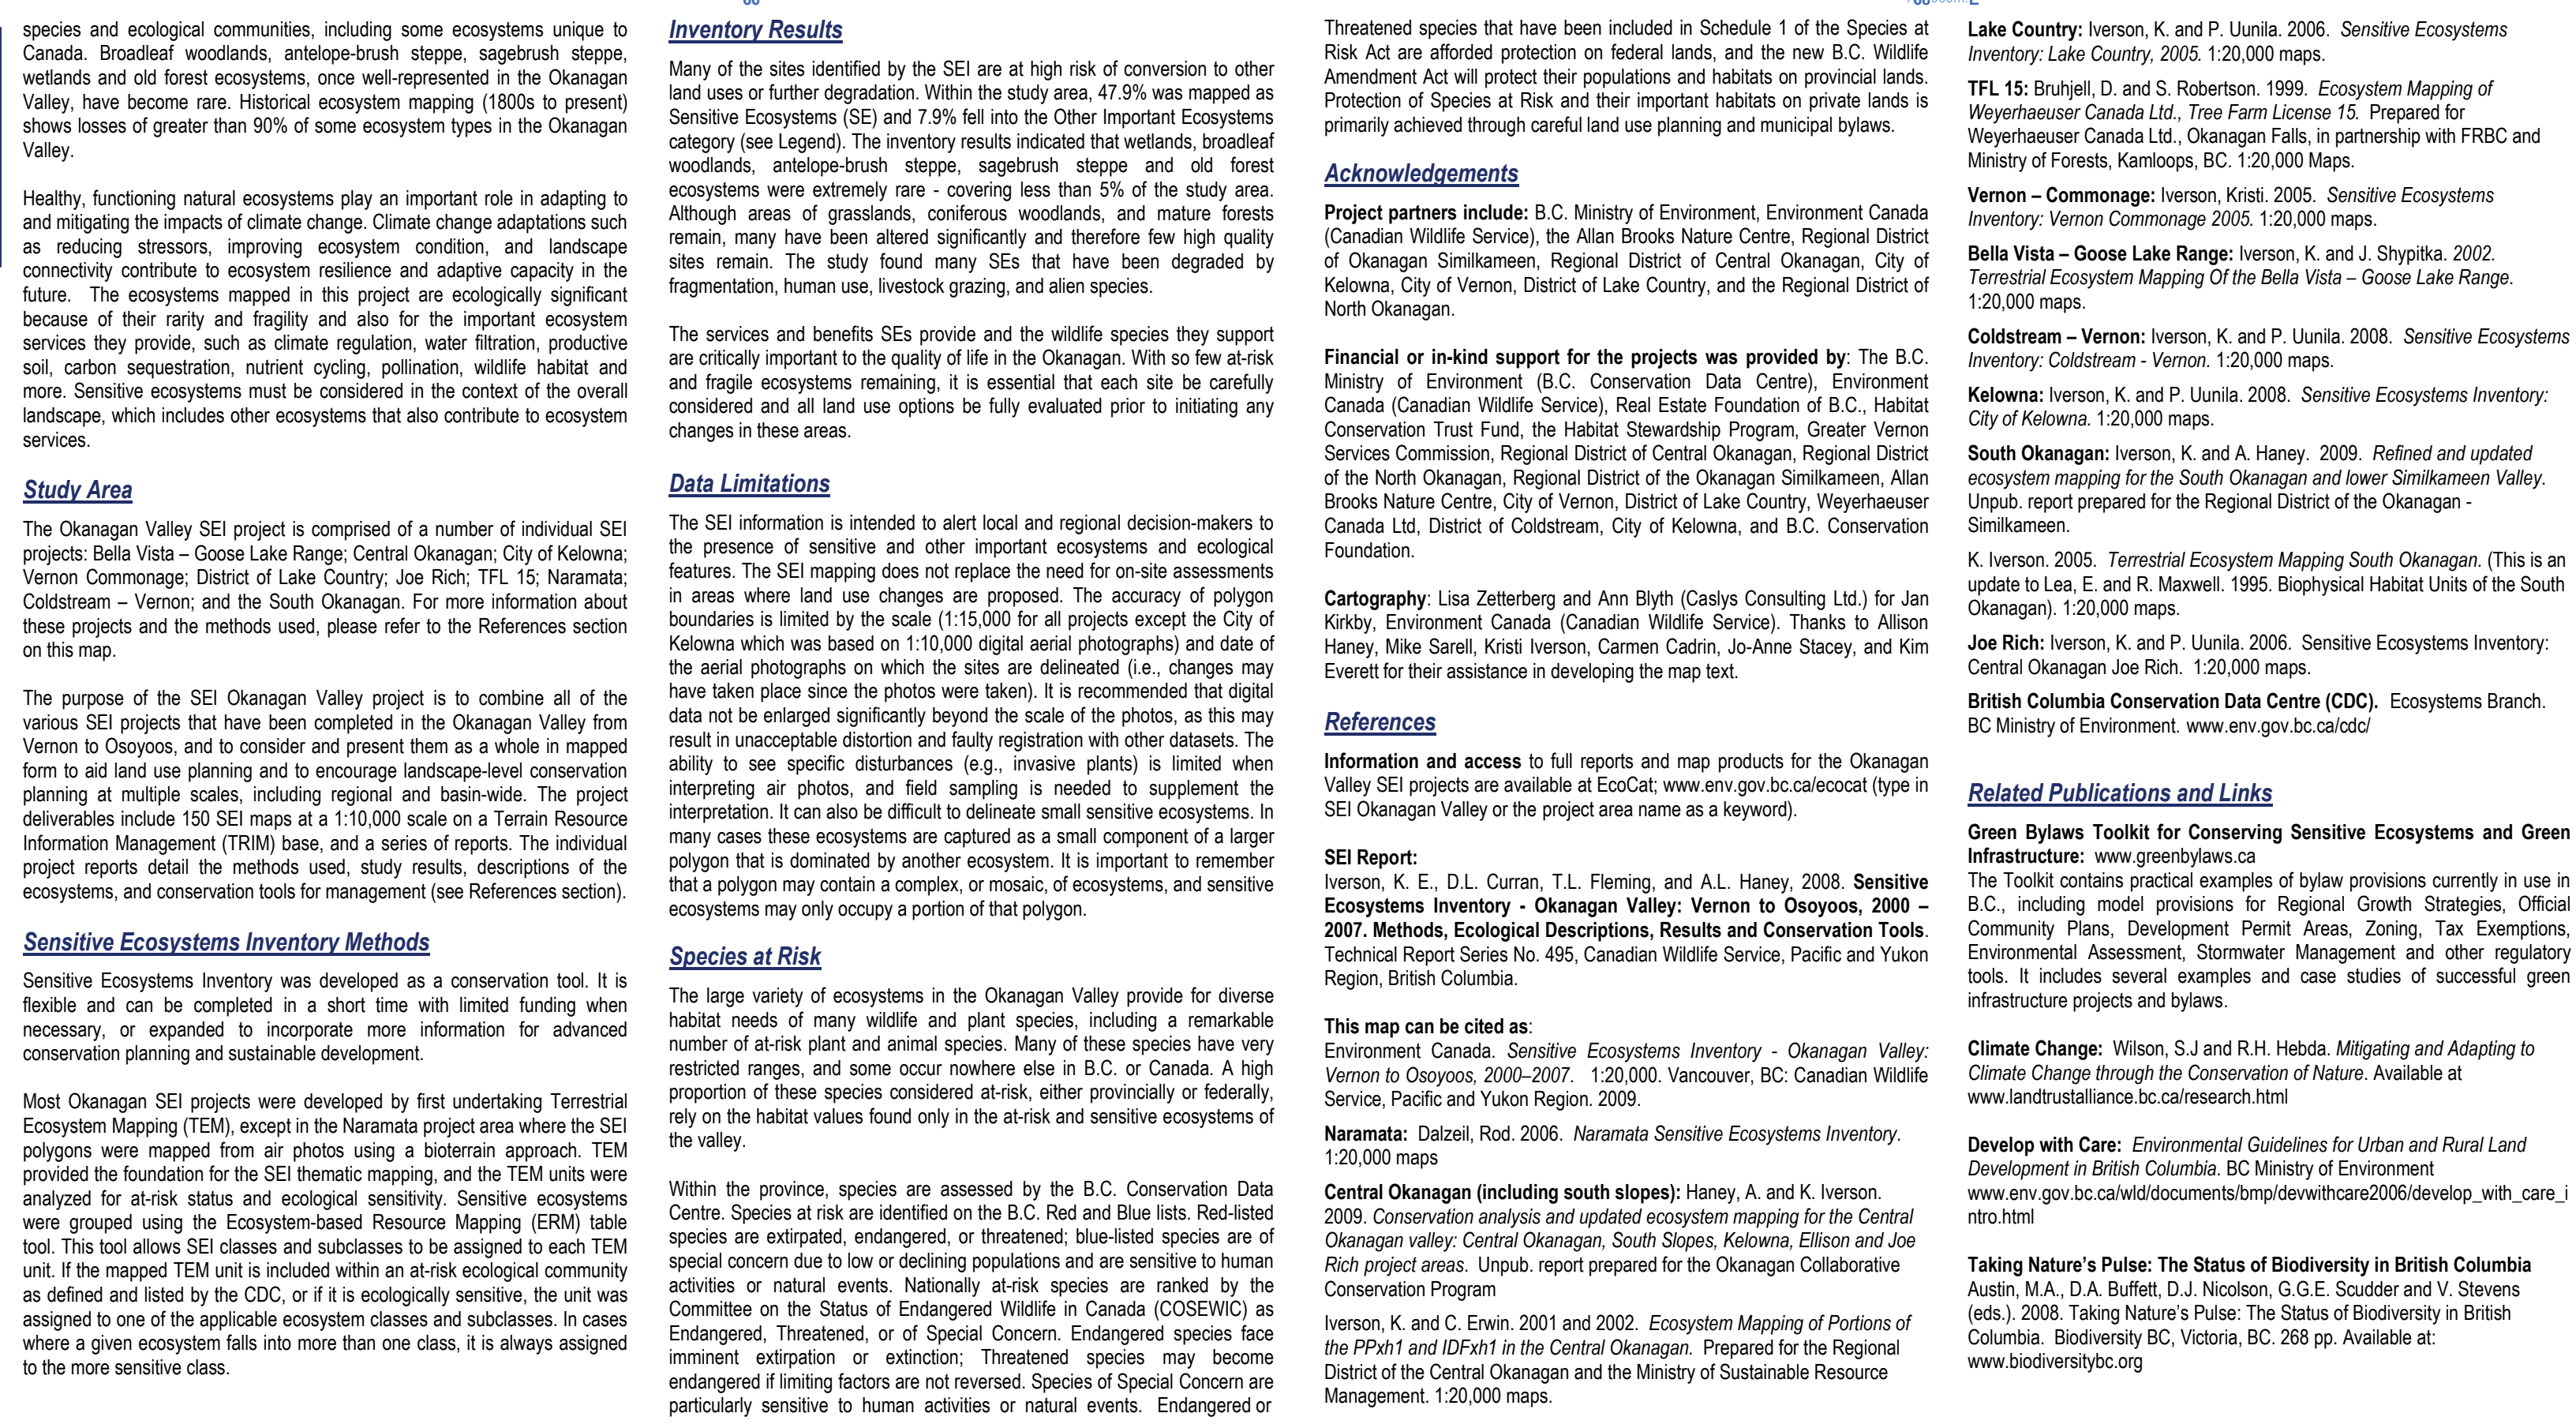 species and ecological communities, including some ecosystems unique to
Canada. Broadleaf woodlands, antelope-brush steppe, sagebrush steppe,
wetlands and old forest ecosystems, once well-represented in the Okanagan
Valley, have become rare. Historical ecosystem mapping (1800s to present)
shows losses of greater than 90% of some ecosystem types in the Okanagan
Valley.
Healthy, functioning natural ecosystems play an important role in adapting to
and mitigating the impacts of climate change. Climate change adaptations such
as reducing stressors, improving ecosystem condition, and landscape
connectivity contribute to ecosystem resilience and adaptive capacity in the
future. The ecosystems mapped in this project are ecologically significant
because of their rarity and fragility and also for the important ecosystem
services they provide, such as climate regulation, water filtration, productive
soil, carbon sequestration, nutrient cycling, pollination, wildlife habitat and
more. Sensitive ecosystems must be considered in the context of the overall
landscape, which includes other ecosystems that also contribute to ecosystem
services.
Study Area
The Okanagan Valley SEI project is comprised of a number of individual SEI
projects: Bella Vista – Goose Lake Range; Central Okanagan; City of Kelowna;
Vernon Commonage; District of Lake Country; Joe Rich; TFL 15; Naramata;
Coldstream – Vernon; and the South Okanagan. For more information about
these projects and the methods used, please refer to the References section
on this map.
The purpose of the SEI Okanagan Valley project is to combine all of the
various SEI projects that have been completed in the Okanagan Valley from
Vernon to Osoyoos, and to consider and present them as a whole in mapped
form to aid land use planning and to encourage landscape-level conservation
planning at multiple scales, including regional and basin-wide. The project
deliverables include 150 SEI maps at a 1:10,000 scale on a Terrain Resource
Information Management (TRIM) base, and a series of reports. The individual
project reports detail the methods used, study results, descriptions of the
ecosystems, and conservation tools for management (see References section).
Sensitive Ecosystems Inventory Methods
Sensitive Ecosystems Inventory was developed as a conservation tool. It is
flexible and can be completed in a short time with limited funding when
necessary, or expanded to incorporate more information for advanced
conservation planning and sustainable development.
Most Okanagan SEI projects were developed by first undertaking Terrestrial
Ecosystem Mapping (TEM), except in the Naramata project area where the SEI
polygons were mapped from air photos using a bioterrain approach. TEM
provided the foundation for the SEI thematic mapping, and the TEM units were
analyzed for at-risk status and ecological sensitivity. Sensitive ecosystems
were grouped using the Ecosystem-based Resource Mapping (ERM) table
tool. This tool allows SEI classes and subclasses to be assigned to each TEM
unit. If the mapped TEM unit is included within an at-risk ecological community
as defined and listed by the CDC, or if it is ecologically sensitive, the unit was
assigned to one of the applicable ecosystem classes and subclasses. In cases
where a given ecosystem falls into more than one class, it is always assigned
to the more sensitive class.
Inventory Results
Many of the sites identified by the SEI are at high risk of conversion to other
land uses or further degradation. Within the study area, 47.9% was mapped as
Sensitive Ecosystems (SE) and 7.9% fell into the Other Important Ecosystems
category (see Legend). The inventory results indicated that wetlands, broadleaf
woodlands, antelope-brush steppe, sagebrush steppe and old forest
ecosystems were extremely rare - covering less than 5% of the study area.
Although areas of grasslands, coniferous woodlands, and mature forests
remain, many have been altered significantly and therefore few high quality
sites remain. The study found many SEs that have been degraded by
fragmentation, human use, livestock grazing, and alien species.
The services and benefits SEs provide and the wildlife species they support
are critically important to the quality of life in the Okanagan. With so few at-risk
and fragile ecosystems remaining, it is essential that each site be carefully
considered and all land use options be fully evaluated prior to initiating any
changes in these areas.
Data Limitations
The SEI information is intended to alert local and regional decision-makers to
the presence of sensitive and other important ecosystems and ecological
features. The SEI mapping does not replace the need for on-site assessments
in areas where land use changes are proposed. The accuracy of polygon
boundaries is limited by the scale (1:15,000 for all projects except the City of
Kelowna which was based on 1:10,000 digital aerial photographs) and date of
the aerial photographs on which the sites are delineated (i.e., changes may
have taken place since the photos were taken). It is recommended that digital
data not be enlarged significantly beyond the scale of the photos, as this may
result in unacceptable distortion and faulty registration with other datasets. The
ability to see specific disturbances (e.g., invasive plants) is limited when
interpreting air photos, and field sampling is needed to supplement the
interpretation. It can also be difficult to delineate small sensitive ecosystems. In
many cases these ecosystems are captured as a small component of a larger
polygon that is dominated by another ecosystem. It is important to remember
that a polygon may contain a complex, or mosaic, of ecosystems, and sensitive
ecosystems may only occupy a portion of that polygon.
Species at Risk
The large variety of ecosystems in the Okanagan Valley provide for diverse
habitat needs of many wildlife and plant species, including a remarkable
number of at-risk plant and animal species. Many of these species have very
restricted ranges, and some occur nowhere else in B.C. or Canada. A high
proportion of these species considered at-risk, either provincially or federally,
rely on the habitat values found only in the at-risk and sensitive ecosystems of
the valley.
Within the province, species are assessed by the B.C. Conservation Data
Centre. Species at risk are identified on the B.C. Red and Blue lists. Red-listed
species are extirpated, endangered, or threatened; blue-listed species are of
special concern due to low or declining populations and are sensitive to human
activities or natural events. Nationally at-risk species are ranked by the
Committee on the Status of Endangered Wildlife in Canada (COSEWIC) as
Endangered, Threatened, or of Special Concern. Endangered species face
imminent extirpation or extinction; Threatened species may become
endangered if limiting factors are not reversed. Species of Special Concern are
particularly sensitive to human activities or natural events. Endangered or
Threatened species that have been included in Schedule 1 of the Species at
Risk Act are afforded protection on federal lands, and the new B.C. Wildlife
Amendment Act will protect their populations and habitats on provincial lands.
Protection of Species at Risk and their important habitats on private lands is
primarily achieved through careful land use planning and municipal bylaws.
Acknowledgements
Project partners include: B.C. Ministry of Environment, Environment Canada
(Canadian Wildlife Service), the Allan Brooks Nature Centre, Regional District
of Okanagan Similkameen, Regional District of Central Okanagan, City of
Kelowna, City of Vernon, District of Lake Country, and the Regional District of
North Okanagan.
Financial or in-kind support for the projects was provided by: The B.C.
Ministry of Environment (B.C. Conservation Data Centre), Environment
Canada (Canadian Wildlife Service), Real Estate Foundation of B.C., Habitat
Conservation Trust Fund, the Habitat Stewardship Program, Greater Vernon
Services Commission, Regional District of Central Okanagan, Regional District
of the North Okanagan, Regional District of the Okanagan Similkameen, Allan
Brooks Nature Centre, City of Vernon, District of Lake Country, Weyerhaeuser
Canada Ltd, District of Coldstream, City of Kelowna, and B.C. Conservation
Foundation.
Cartography: Lisa Zetterberg and Ann Blyth (Caslys Consulting Ltd.) for Jan
Kirkby, Environment Canada (Canadian Wildlife Service). Thanks to Allison
Haney, Mike Sarell, Kristi Iverson, Carmen Cadrin, Jo-Anne Stacey, and Kim
Everett for their assistance in developing the map text.
References
Information and access to full reports and map products for the Okanagan
Valley SEI projects are available at EcoCat; www.env.gov.bc.ca/ecocat (type in
SEI Okanagan Valley or the project area name as a keyword).
SEI Report:
Iverson, K. E., D.L. Curran, T.L. Fleming, and A.L. Haney, 2008. Sensitive
Ecosystems Inventory - Okanagan Valley: Vernon to Osoyoos, 2000 –
2007. Methods, Ecological Descriptions, Results and Conservation Tools.
Technical Report Series No. 495, Canadian Wildlife Service, Pacific and Yukon
Region, British Columbia.
This map can be cited as:
Environment Canada. Sensitive Ecosystems Inventory - Okanagan Valley:
Vernon to Osoyoos, 2000–2007. 1:20,000. Vancouver, BC: Canadian Wildlife
Service, Pacific and Yukon Region. 2009.
Naramata: Dalzeil, Rod. 2006. Naramata Sensitive Ecosystems Inventory.
1:20,000 maps
Central Okanagan (including south slopes): Haney, A. and K. Iverson.
2009. Conservation analysis and updated ecosystem mapping for the Central
Okanagan valley: Central Okanagan, South Slopes, Kelowna, Ellison and Joe
Rich project areas. Unpub. report prepared for the Okanagan Collaborative
Conservation Program
Iverson, K. and C. Erwin. 2001 and 2002. Ecosystem Mapping of Portions of
the PPxh1 and IDFxh1 in the Central Okanagan. Prepared for the Regional
District of the Central Okanagan and the Ministry of Sustainable Resource
Management. 1:20,000 maps.
Lake Country: Iverson, K. and P. Uunila. 2006. Sensitive Ecosystems
Inventory: Lake Country, 2005. 1:20,000 maps.
TFL 15: Bruhjell, D. and S. Robertson. 1999. Ecosystem Mapping of
Weyerhaeuser Canada Ltd., Tree Farm License 15. Prepared for
Weyerhaeuser Canada Ltd., Okanagan Falls, in partnership with FRBC and
Ministry of Forests, Kamloops, BC. 1:20,000 Maps.
Vernon – Commonage: Iverson, Kristi. 2005. Sensitive Ecosystems
Inventory: Vernon Commonage 2005. 1:20,000 maps.
Bella Vista – Goose Lake Range: Iverson, K. and J. Shypitka. 2002.
Terrestrial Ecosystem Mapping Of the Bella Vista – Goose Lake Range.
1:20,000 maps.
Coldstream – Vernon: Iverson, K. and P. Uunila. 2008. Sensitive Ecosystems
Inventory: Coldstream - Vernon. 1:20,000 maps.
Kelowna: Iverson, K. and P. Uunila. 2008. Sensitive Ecosystems Inventory:
City of Kelowna. 1:20,000 maps.
South Okanagan: Iverson, K. and A. Haney. 2009. Refined and updated
ecosystem mapping for the South Okanagan and lower Similkameen Valley.
Unpub. report prepared for the Regional District of the Okanagan -
Similkameen.
K. Iverson. 2005. Terrestrial Ecosystem Mapping South Okanagan. (This is an
update to Lea, E. and R. Maxwell. 1995. Biophysical Habitat Units of the South
Okanagan). 1:20,000 maps.
Joe Rich: Iverson, K. and P. Uunila. 2006. Sensitive Ecosystems Inventory:
Central Okanagan Joe Rich. 1:20,000 maps.
British Columbia Conservation Data Centre (CDC). Ecosystems Branch.
BC Ministry of Environment. www.env.gov.bc.ca/cdc/
Related Publications and Links
Green Bylaws Toolkit for Conserving Sensitive Ecosystems and Green
Infrastructure: www.greenbylaws.ca
The Toolkit contains practical examples of bylaw provisions currently in use in
B.C., including model provisions for Regional Growth Strategies, Official
Community Plans, Development Permit Areas, Zoning, Tax Exemptions,
Environmental Assessment, Stormwater Management and other regulatory
tools. It includes several examples and case studies of successful green
infrastructure projects and bylaws.
Climate Change: Wilson, S.J and R.H. Hebda. Mitigating and Adapting to
Climate Change through the Conservation of Nature. Available at
www.landtrustalliance.bc.ca/research.html
Develop with Care: Environmental Guidelines for Urban and Rural Land
Development in British Columbia. BC Ministry of Environment
www.env.gov.bc.ca/wld/documents/bmp/devwithcare2006/develop_with_care_i
ntro.html
Taking Nature's Pulse: The Status of Biodiversity in British Columbia
Austin, M.A., D.A. Buffett, D.J. Nicolson, G.G.E. Scudder and V. Stevens
(eds.). 2008. Taking Nature's Pulse: The Status of Biodiversity in British
Columbia. Biodiversity BC, Victoria, BC. 268 pp. Available at:
www.biodiversitybc.org